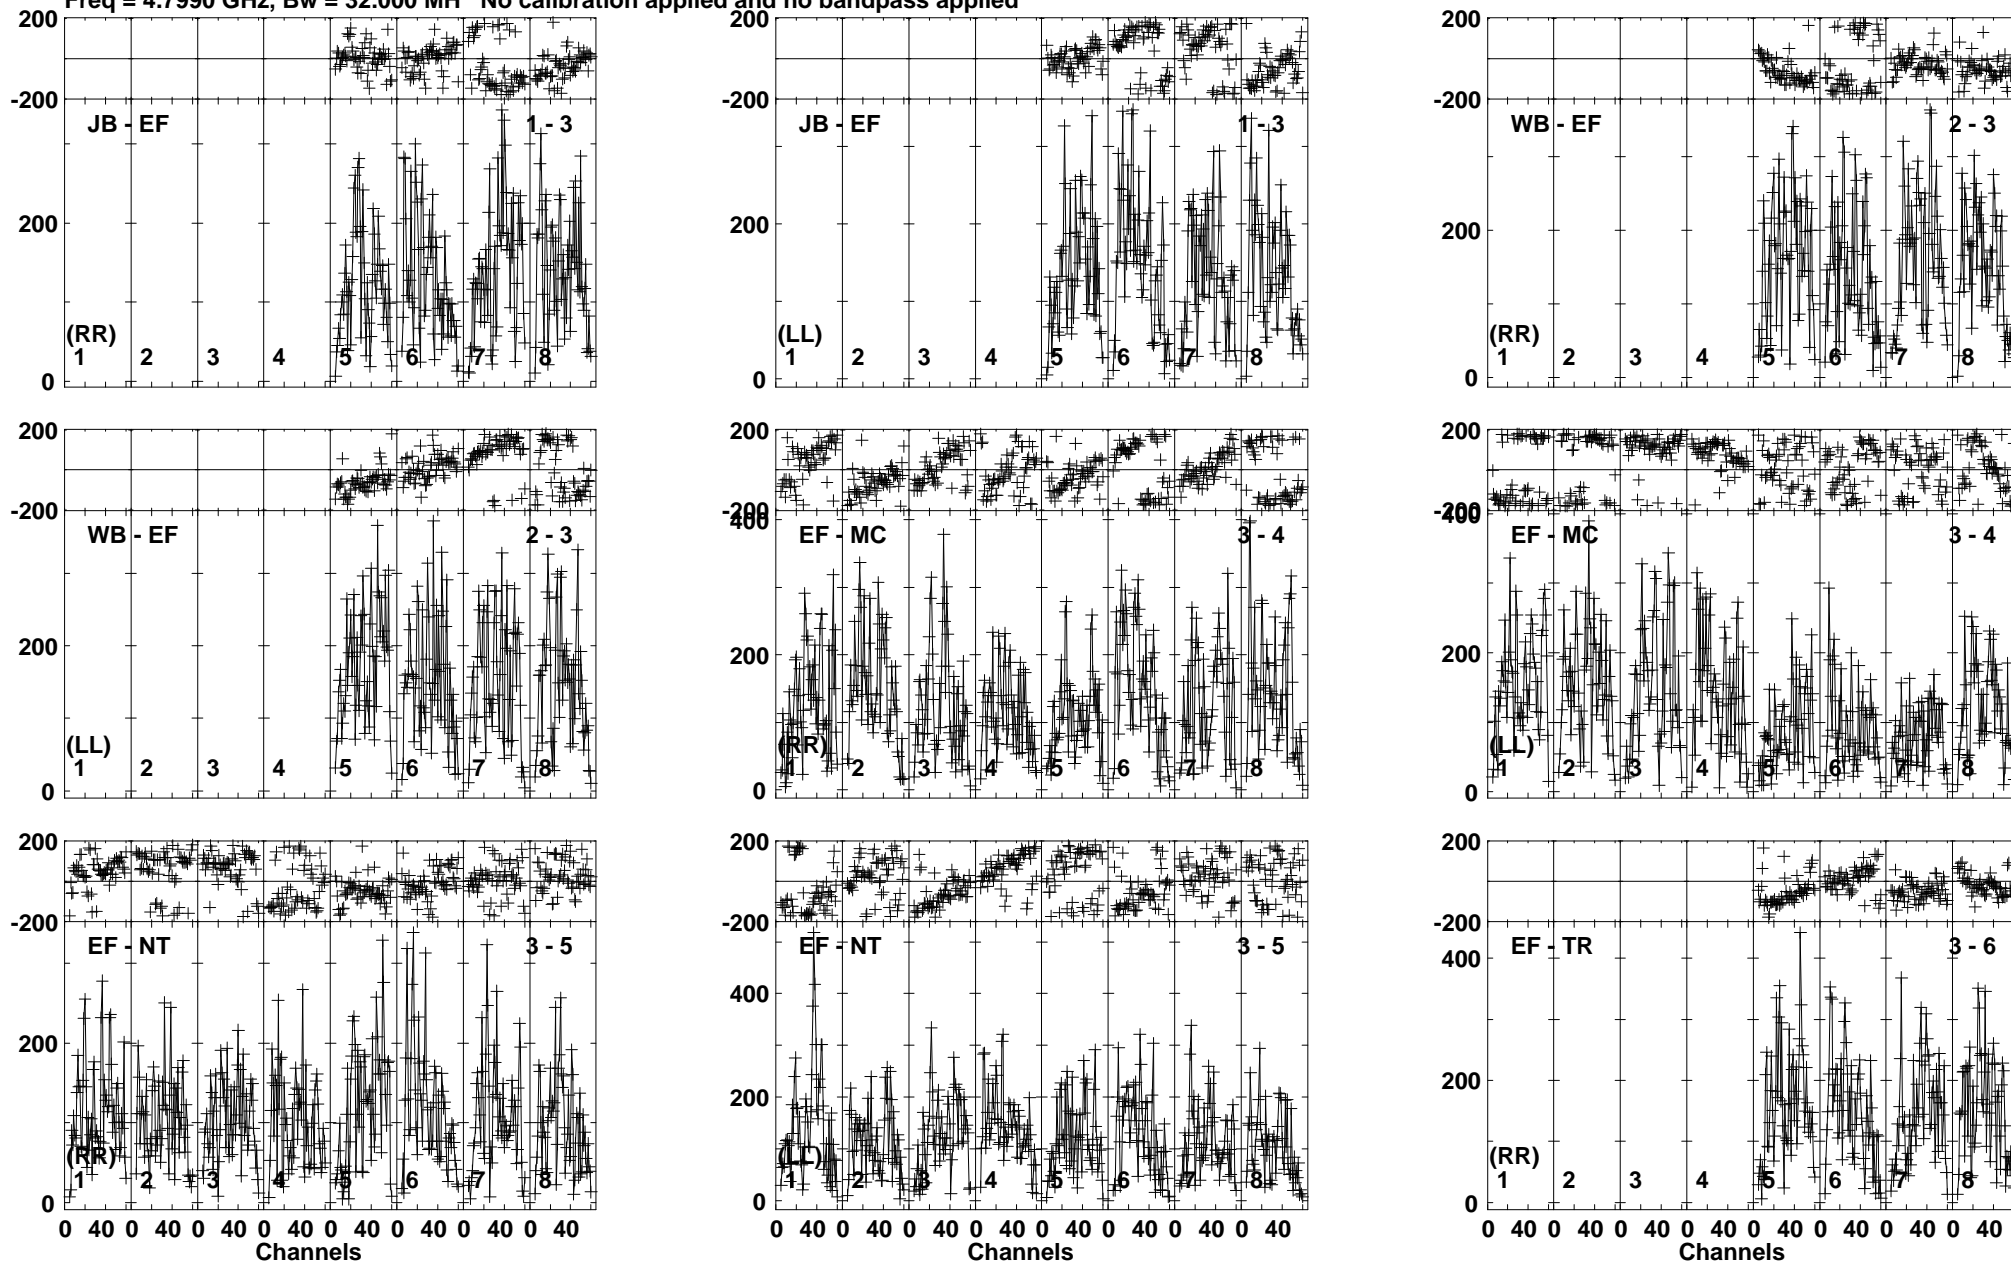 Freq = 4.7990 GHz, Bw = 32.000 MH No calibration applied and no bandpass applied
200 200 200
-200 -200 -200
JB - EF 1 - 3 JB - EF 1 - 3 WB - EF 2 - 3
200 200 200
(RR) (LL) (RR)
1 2 3 4 5 6 7 8 1 2 3 4 5 6 7 8 1 2 3 4 5 6 7 8
0 0 0
200 200 200
-200 -200 -200
400 400
WB - EF 2 - 3 EF - MC 3 - 4 EF - MC 3 - 4
200 200 200
(LL) (RR) (LL)
1 2 3 4 5 6 7 8 1 2 3 4 5 6 7 8 1 2 3 4 5 6 7 8
0 0 0
200 200 200
-200 -200 -200
EF - NT 3 - 5 EF - NT 3 - 5 EF - TR 3 - 6
400 400
200 200 200
(RR) (LL) (RR)
1 2 3 4 5 6 7 8 1 2 3 4 5 6 7 8 1 2 3 4 5 6 7 8
0 0 0
0 40 0 40 0 40 0 40 0 40 0 40 0 40 0 40 0 40 0 40 0 40 0 40 0 40 0 40 0 40 0 40 0 40 0 40 0 40 0 40 0 40 0 40 0 40 0 40
Channels Channels Channels